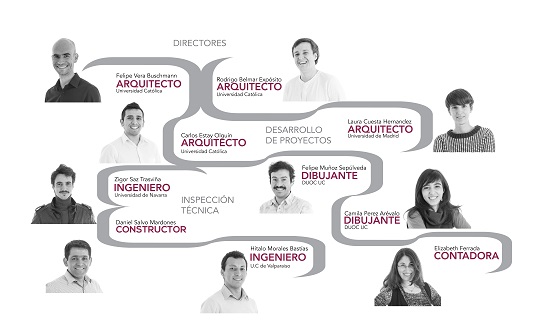 DIRECTORES
Felipe Vera Buschmann
ARQUITECTO
Universidad Católica
Rodrigo Belmar Expósito
ARQUITECTO
Universidad Católica
Carlos Estay Olguín
ARQUITECTO
Universidad Católica
DESARROLLO
DE PROYECTOS
Laura Cuesta Hernandez
ARQUITECTO
Universidad de Madrid
Zigor Saz Trasviña
INGENIERO
Universidad de Navarra
Felipe Muñoz Sepúlveda
DIBUJANTE
DUOC UC
INSPECCIÓN
TÉCNICA
Daniel Salvo Mardones
CONSTRUCTOR
Camila Perez Arévalo
DIBUJANTE
DUOC UC
Hitalo Morales Bastías
INGENIERO
U.C de Valparaíso
Elizabeth Ferrada
CONTADORA